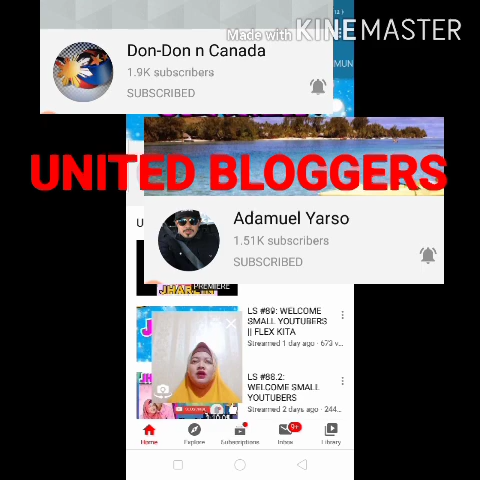 Made with KINEMASTER
Don-Don n Canada
1.9K subscribers
SUBSCRIBED
MUN
UNITED BLOGGERS
Adamuel Yarso
1.51K subscribers
SUBSCRIBED
U
PREMIERE
LS #89: WELCOME
SMALL YOUTUBERS
|| FLEX KITA
Streamed 1 day ago · 673 v...
LS #88.2:
WELCOME SMALL
YOUTUBERS
Streamed 2 days ago · 244...
9+
Home
Explore
Subscriptions
Inbox
Library